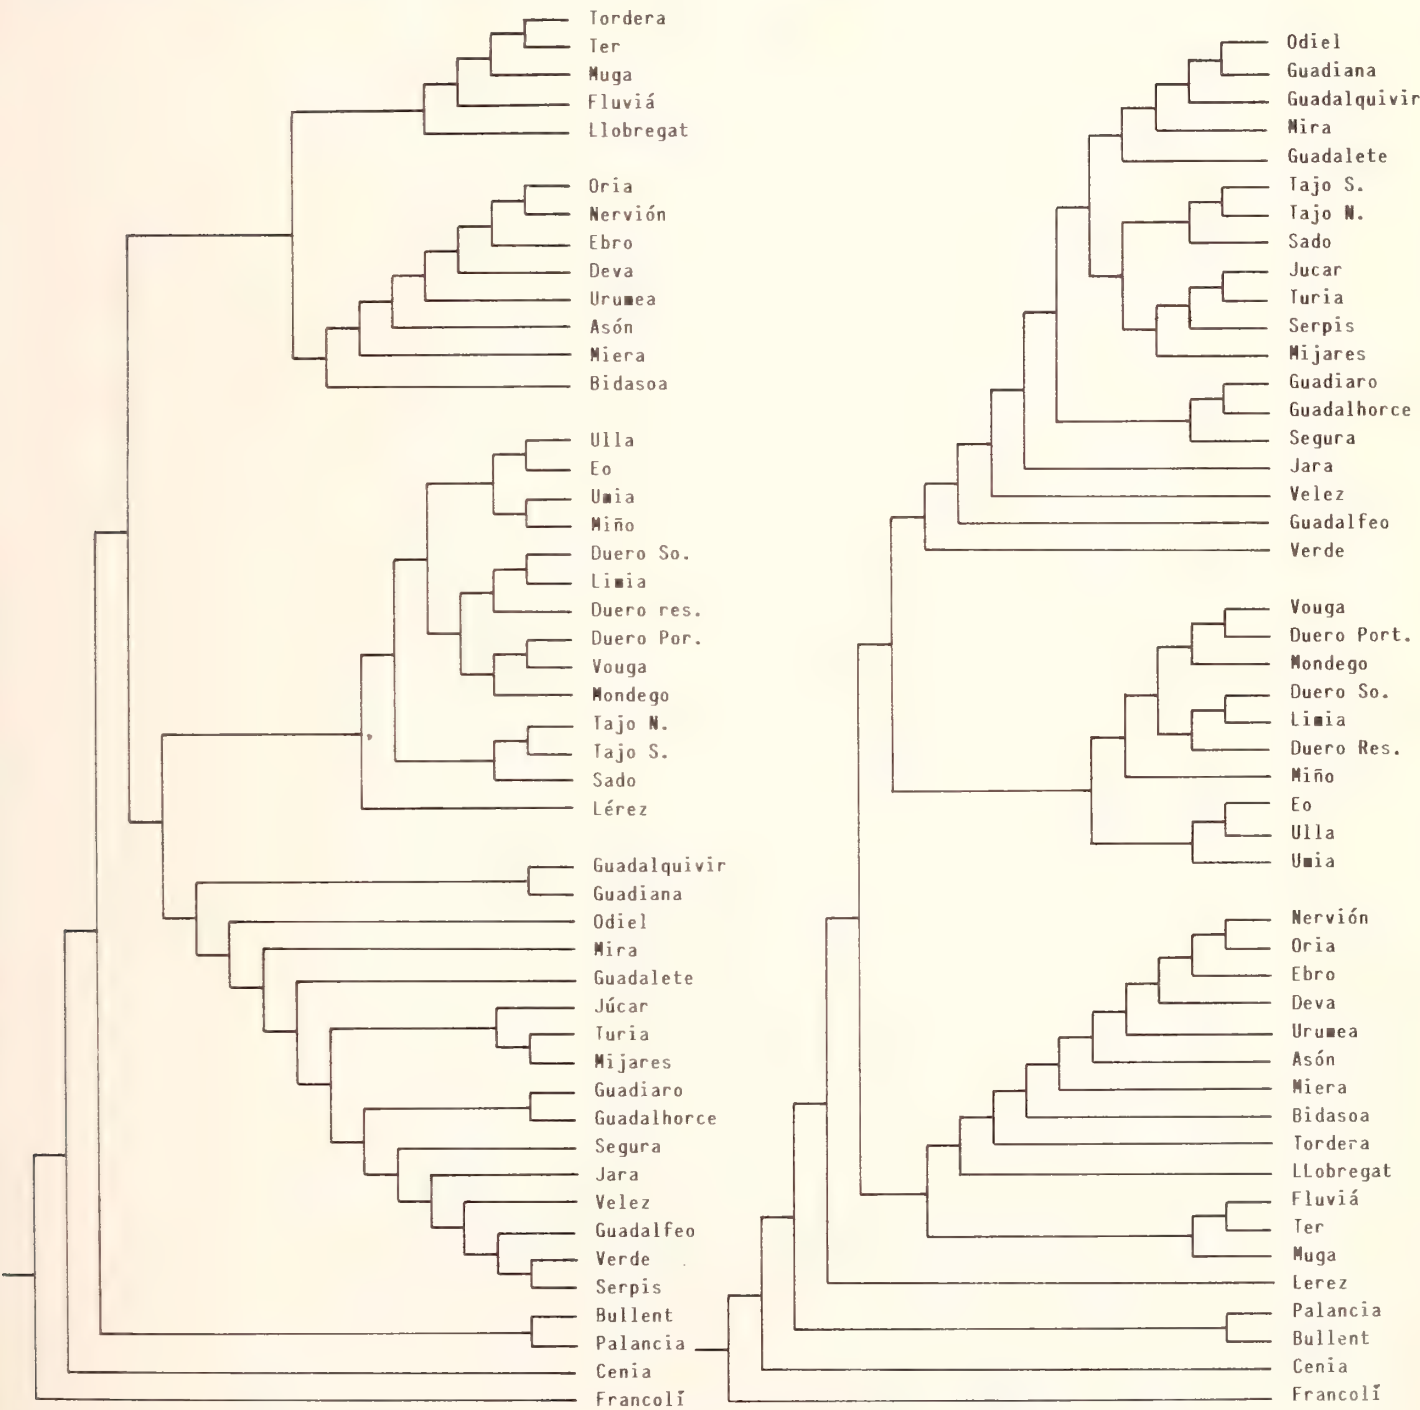 Tordera
Ter
Muga
Fluviá
Llobregat
Oria
Nervión
Ebro
Deva
Urumea
Asón
Miera
Bidasoa
Ulla
Eo
Umia
Miño
Duero So.
Limia
Duero res.
Duero Por.
Vouga
Mondego
Tajo N.
Tajo S.
Sado
Lérez
Guadalquivir
Guadiana
Odiel
Mira
Guadalete
Júcar
Turia
Mijares
Guadiaro
Guadalhorce
Segura
Jara
Velez
Guadalfeo
Verde
Serpis
Bullent
Palancia
Cenia
Francolí
Odiel
Guadiana
Guadalquivir
Mira
Guadalete
Tajo S.
Tajo N.
Sado
Jucar
Turia
Serpis
Mijares
Guadiaro
Guadalhorce
Segura
Jara
Velez
Guadalfeo
Verde
Vouga
Duero Port.
Mondego
Duero So.
Limia
Duero Res.
Miño
Eo
Ulla
Umia
Nervión
Oria
Ebro
Deva
Urumea
Asón
Miera
Bidasoa
Tordera
LLobregat
Fluviá
Ter
Muga
Lerez
Palancia
Bullent
Cenia
Francolí